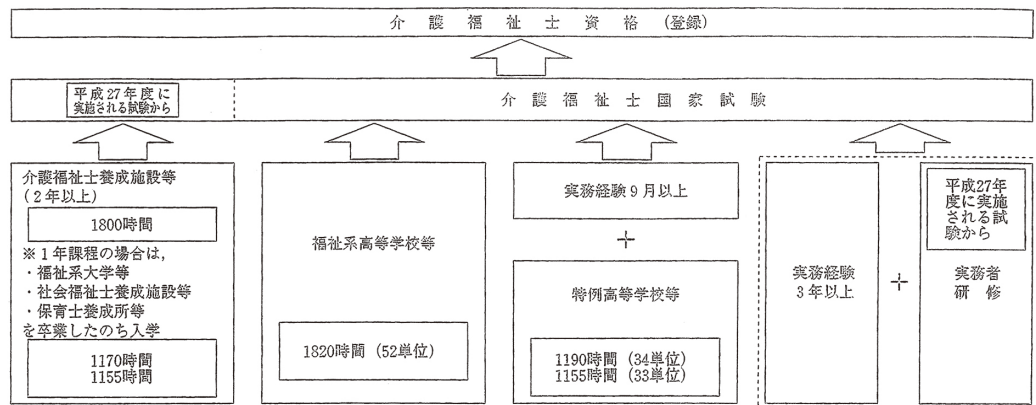 介護福祉士資格(登録)
平成27年度に
実施される試験から
介護福祉士国家試験
介護福祉士養成施設等
(2年以上)
1800時間
※1年課程の場合は,
・福祉系大学等
・社会福祉士養成施設等
・保育士養成所等
を卒業したのち入学
1170時間
1155時間
福祉系高等学校等
1820時間 (52単位)
実務経験9月以上
+
特例高等学校等
1190時間 (34単位)
1155時間 (33単位)
実務経験
3年以上
+
平成27年
度に実施
される試
験から
実務者
研修